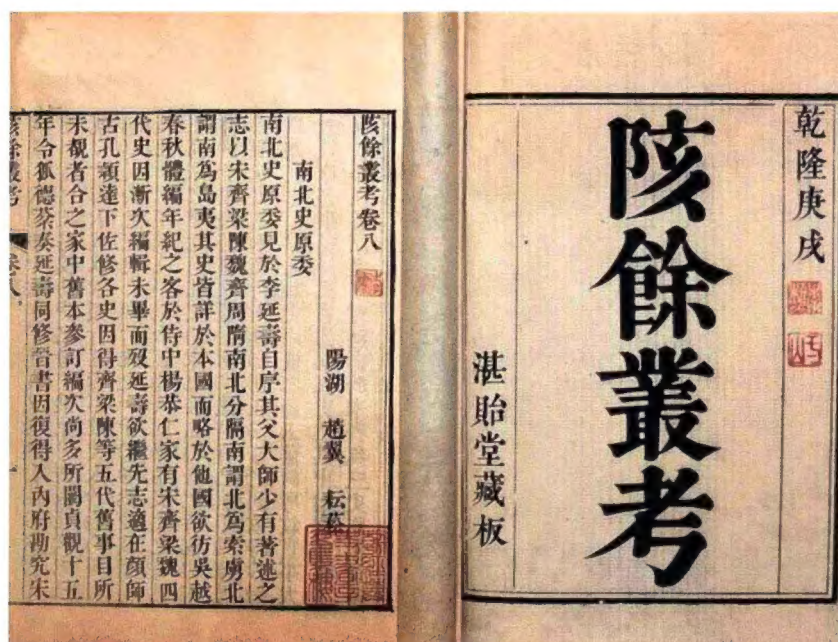 乾隆庚戌
陔餘叢考
湛貽堂藏板
陔餘叢考卷八
陽湖 趙翼 耘
南北史原委
南北史原委見於李延壽自序其父大師少有著述之
志以宋齊梁陳魏齊周隋南北分隔南謂北爲索虜北
謂南爲島夷其史皆詳於本國而略於他國欲彷吳越
春秋體編年紀之客於侍中楊恭仁家有宋齊梁魏四
代史因漸次編輯未畢而歿延壽欲繼先志適在顏師
古孔穎達下佐修各史因得齊梁陳等五代舊事目所
未覩者合之家中舊本參訂編次尚多所闕貞觀十五
年令狐德棻奏延壽同修晉書因復得入內府勘究宋
陔餘叢考 卷八